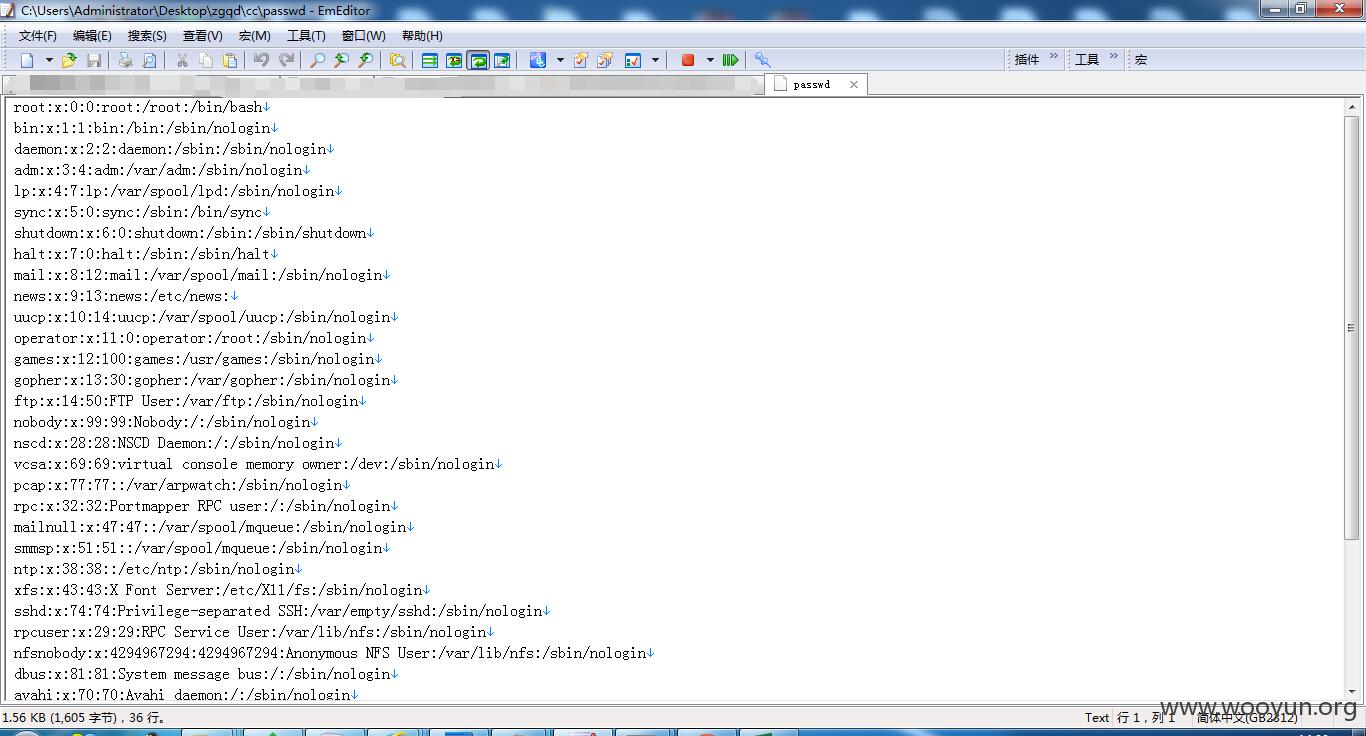 C:\Users\Administrator\Desktop\zgqd\cc\passwd - EmEditor
文件(F) 编辑(E) 搜索(S) 查看(V) 宏(M) 工具(T) 窗口(W) 帮助(H)
插件 » 工具 » 宏
passwd
root:x:0:0:root:/root:/bin/bash↓
bin:x:1:1:bin:/bin:/sbin/nologin↓
daemon:x:2:2:daemon:/sbin:/sbin/nologin↓
adm:x:3:4:adm:/var/adm:/sbin/nologin↓
lp:x:4:7:lp:/var/spool/lpd:/sbin/nologin↓
sync:x:5:0:sync:/sbin:/bin/sync↓
shutdown:x:6:0:shutdown:/sbin:/sbin/shutdown↓
halt:x:7:0:halt:/sbin:/sbin/halt↓
mail:x:8:12:mail:/var/spool/mail:/sbin/nologin↓
news:x:9:13:news:/etc/news:↓
uucp:x:10:14:uucp:/var/spool/uucp:/sbin/nologin↓
operator:x:11:0:operator:/root:/sbin/nologin↓
games:x:12:100:games:/usr/games:/sbin/nologin↓
gopher:x:13:30:gopher:/var/gopher:/sbin/nologin↓
ftp:x:14:50:FTP User:/var/ftp:/sbin/nologin↓
nobody:x:99:99:Nobody:/:/sbin/nologin↓
nscd:x:28:28:NSCD Daemon:/:/sbin/nologin↓
vcsa:x:69:69:virtual console memory owner:/dev:/sbin/nologin↓
pcap:x:77:77::/var/arpwatch:/sbin/nologin↓
rpc:x:32:32:Portmapper RPC user:/:/sbin/nologin↓
mailnull:x:47:47::/var/spool/mqueue:/sbin/nologin↓
smmsp:x:51:51::/var/spool/mqueue:/sbin/nologin↓
ntp:x:38:38::/etc/ntp:/sbin/nologin↓
xfs:x:43:43:X Font Server:/etc/X11/fs:/sbin/nologin↓
sshd:x:74:74:Privilege-separated SSH:/var/empty/sshd:/sbin/nologin↓
rpcuser:x:29:29:RPC Service User:/var/lib/nfs:/sbin/nologin↓
nfsnobody:x:4294967294:4294967294:Anonymous NFS User:/var/lib/nfs:/sbin/nologin↓
dbus:x:81:81:System message bus:/:/sbin/nologin↓
avahi:x:70:70:Avahi daemon:/:/sbin/nologin↓
1.56 KB (1,605 字节), 36 行。 Text 行 1, 列 1 简体中文(GB2312)
www.wooyun.org